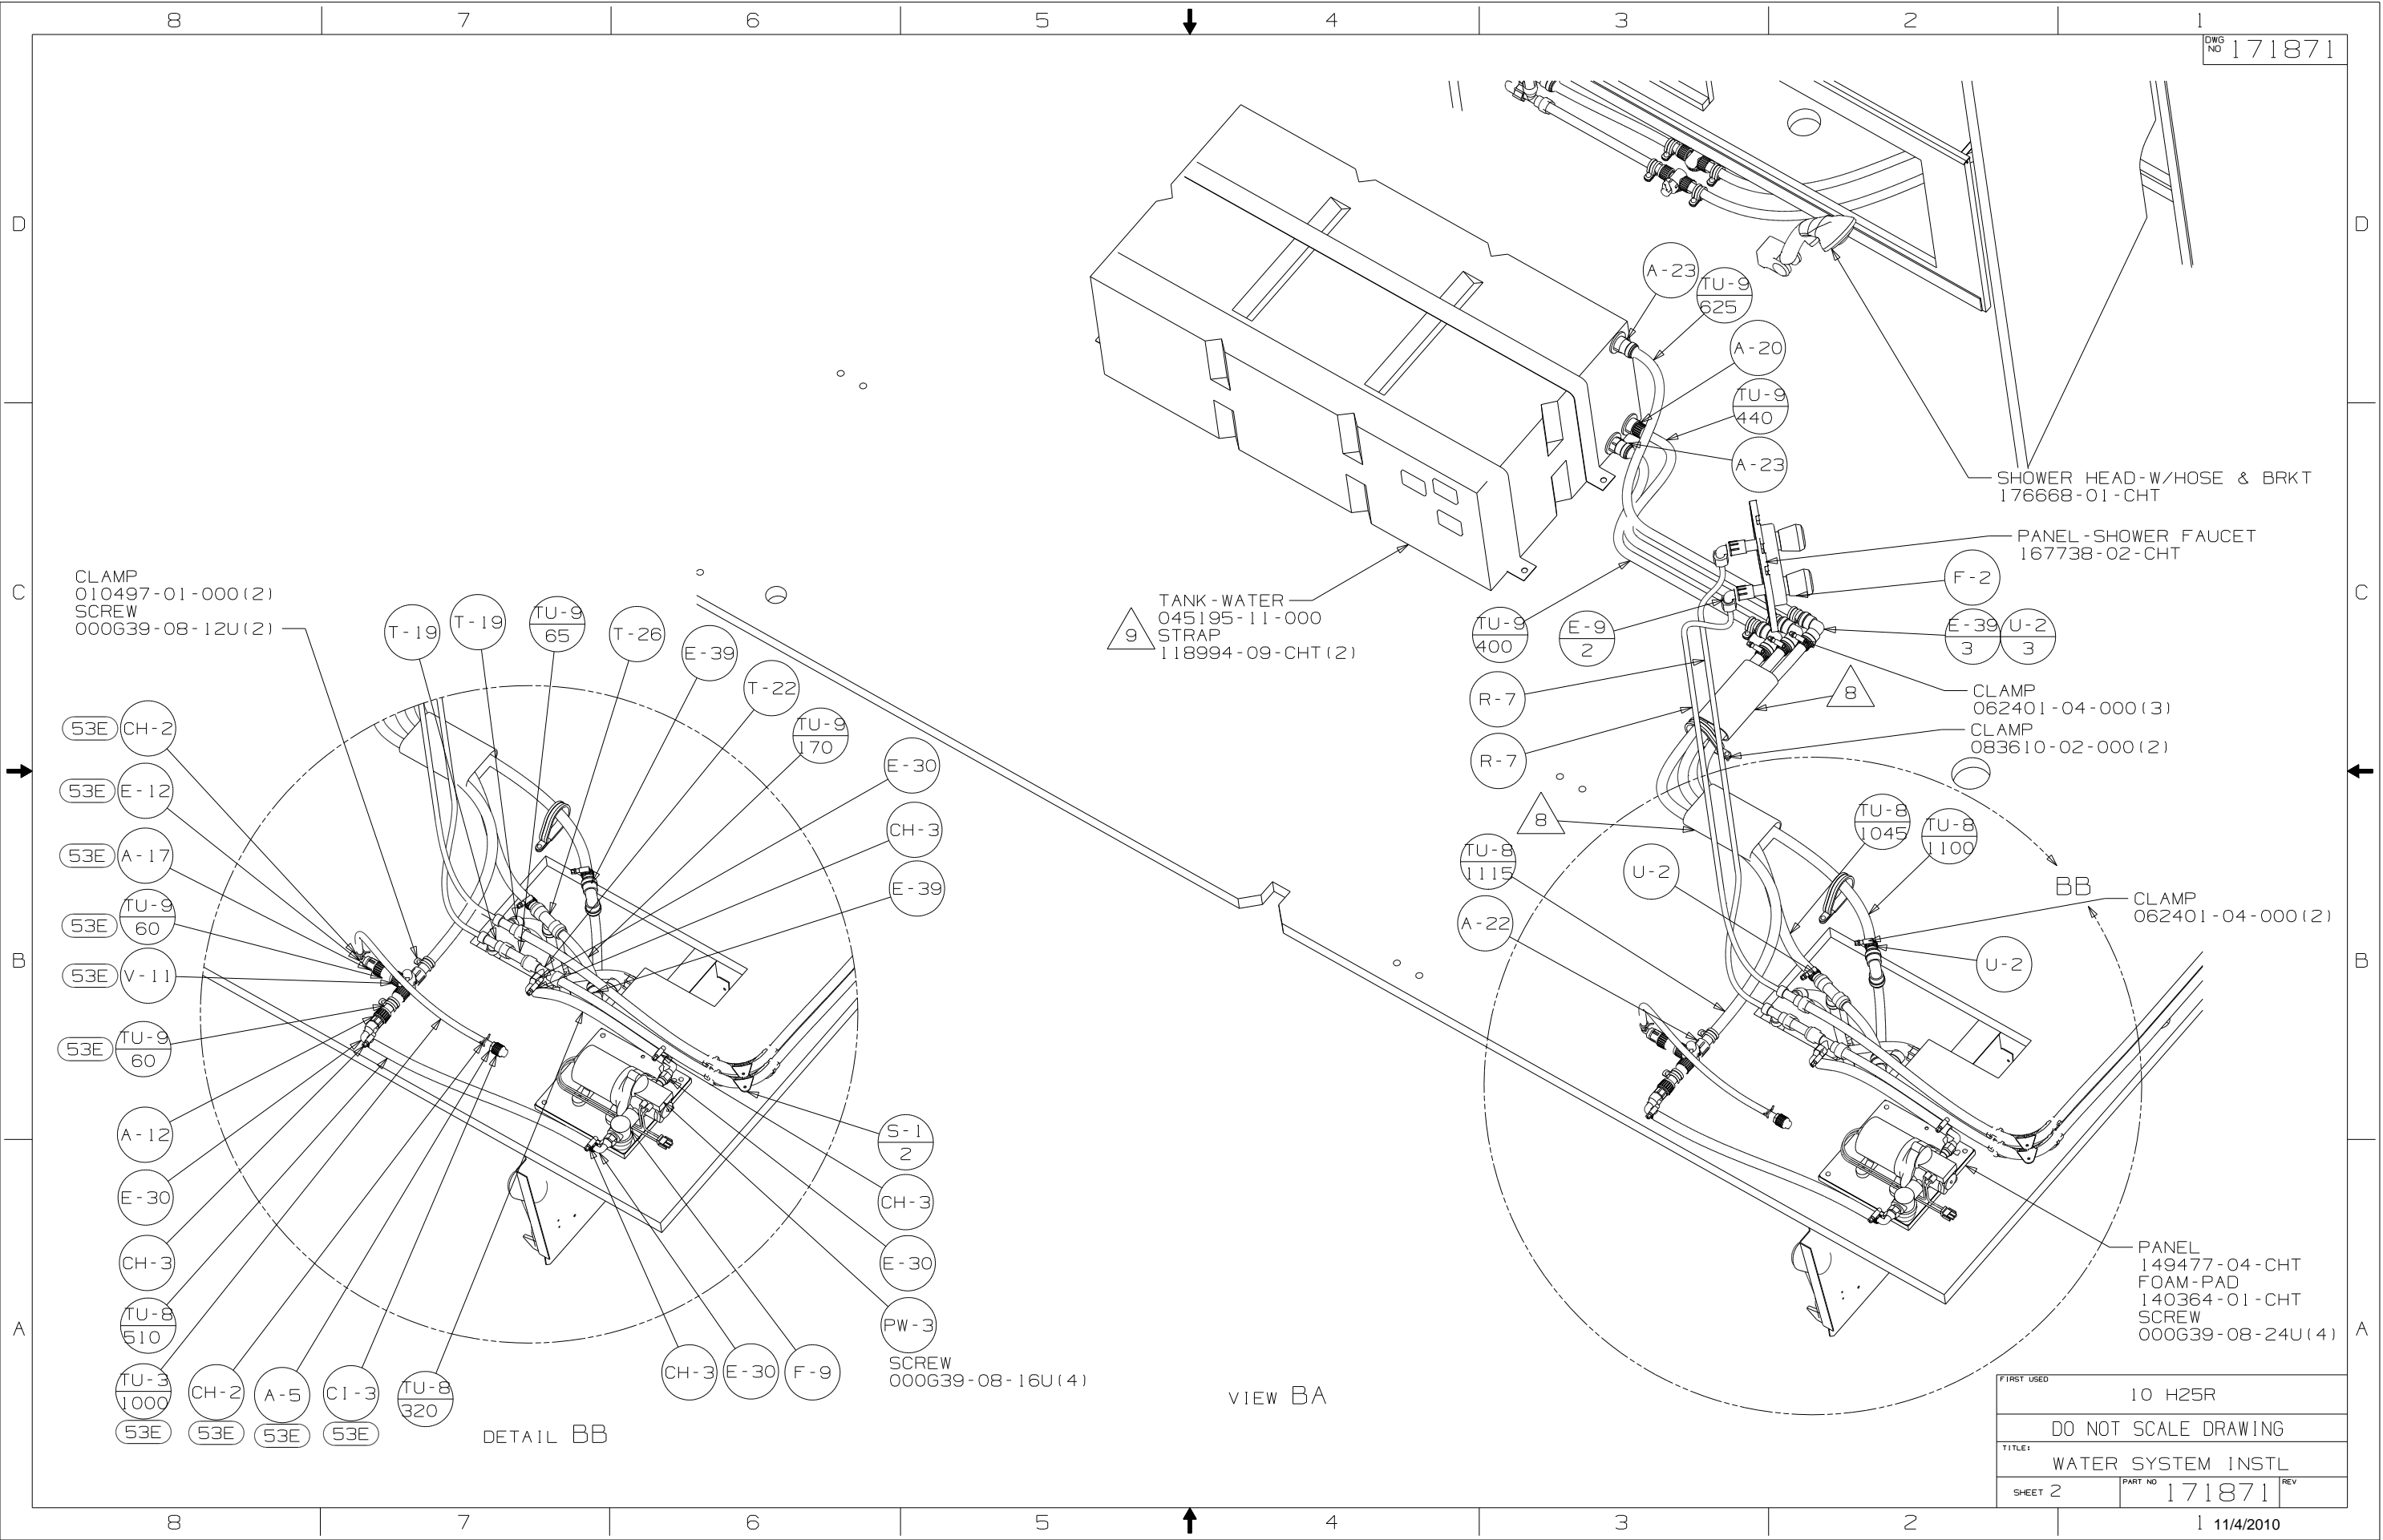 8 7 6 5 4 3 2 1
DWG NO 171871
D D
A-23
TU-9
625
A-20
TU-9
440
A-23
SHOWER HEAD-W/HOSE & BRKT
176668-01-CHT
PANEL-SHOWER FAUCET
167738-02-CHT
F-2
C C
CLAMP
010497-01-000(2)
SCREW
000G39-08-12U(2)
TANK-WATER
045195-11-000
9 STRAP
118994-09-CHT(2)
TU-9
400
E-9
2
E-39
3
U-2
3
T-19
T-19
TU-9
65
T-26
E-39
T-22
TU-9
170
E-30
CH-3
E-39
R-7
R-7
8
CLAMP
062401-04-000(3)
CLAMP
083610-02-000(2)
53E CH-2
53E E-12
53E A-17
53E TU-9
60
53E V-11
53E TU-9
60
A-12
E-30
CH-3
TU-8
510
TU-3
1000
53E
CH-2
53E
A-5
53E
CI-3
53E
TU-8
320
8
TU-8
1045
TU-8
1100
TU-8
1115
U-2
BB
CLAMP
062401-04-000(2)
A-22
U-2
B B
S-1
2
CH-3
E-30
PW-3
SCREW
000G39-08-16U(4)
CH-3
E-30
F-9
PANEL
149477-04-CHT
FOAM-PAD
140364-01-CHT
SCREW
000G39-08-24U(4)
A A
DETAIL BB
VIEW BA
FIRST USED
10 H25R
DO NOT SCALE DRAWING
TITLE:
WATER SYSTEM INSTL
SHEET 2
PART NO 171871
REV
8 7 6 5 4 3 2 1
11/4/2010